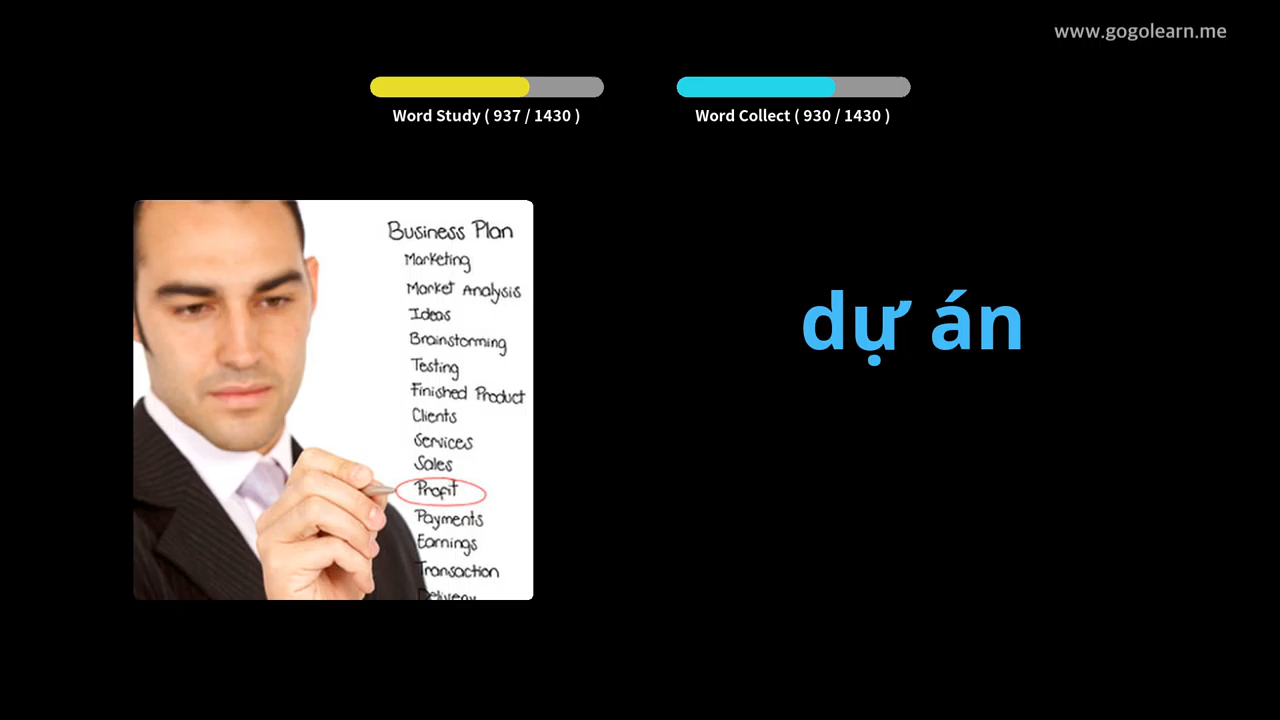 www.gogolearn.me
Word Study ( 937 / 1430 )
Word Collect ( 930 / 1430 )
Business Plan
Marketing
Market Analysis
Ideas
Brainstorming
Testing
Finished Product
Clients
Services
Sales
Profit
Payments
Earnings
Transaction
Delivery
dự án